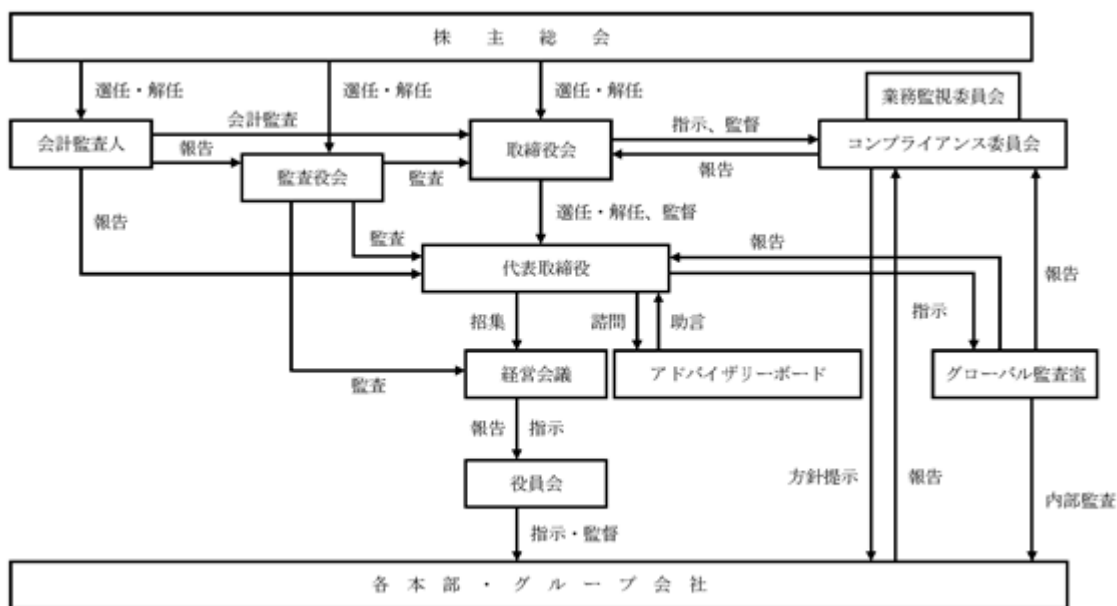 株主総会
選任・解任
選任・解任
選任・解任
業務監視委員会
会計監査人
会計監査
取締役会
指示、監督
コンプライアンス委員会
報告
監査役会
監査
報告
報告
選任・解任、監督
監査
代表取締役
報告
報告
指示
招集
諮問
助言
監査
経営会議
アドバイザリーボード
グローバル監査室
報告
指示
役員会
方針提示
報告
内部監査
指示・監督
各本部・グループ会社